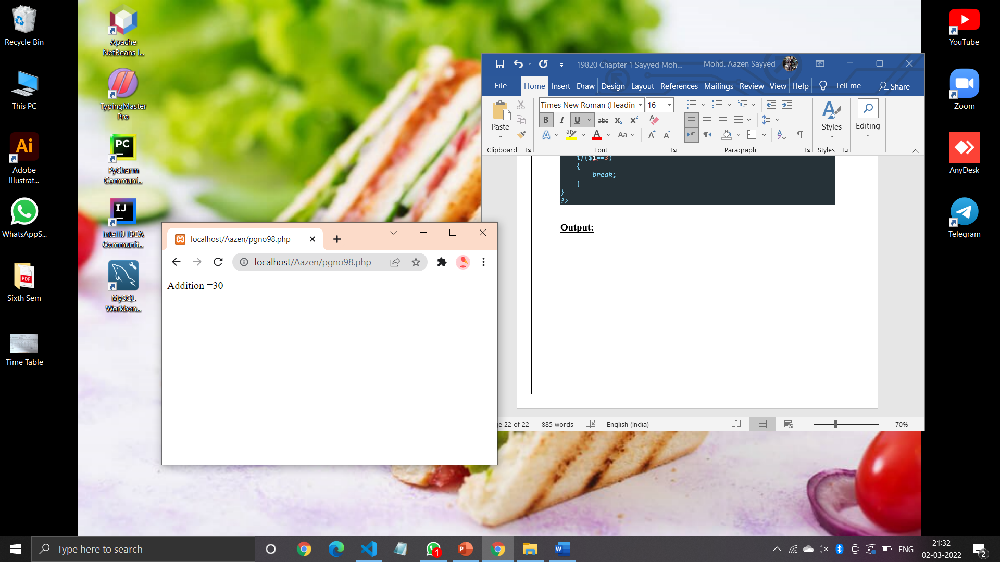 Recycle Bin
This PC
Adobe
Illustrat...
WhatsAppS...
Sixth Sem
Time Table
Apache
NetBeans I...
TypingMaster
Pro
PyCharm
Communi...
IntelliJ IDEA
Communit...
MySQL
Workben...
YouTube
Zoom
AnyDesk
Telegram
19820 Chapter 1 Sayyed Moh...
Mohd. Aazen Sayyed
File Home Insert Draw Design Layout References Mailings Review View Help Tell me Share
Paste
Times New Roman (Headin 16
Styles
Editing
Clipboard Font Paragraph Styles
if($i==3)
{
break;
}
}
?>
Output:
22 of 22 885 words English (India) 70%
localhost/Aazen/pgno98.php
localhost/Aazen/pgno98.php
Addition =30
Type here to search
ENG
21:32
02-03-2022